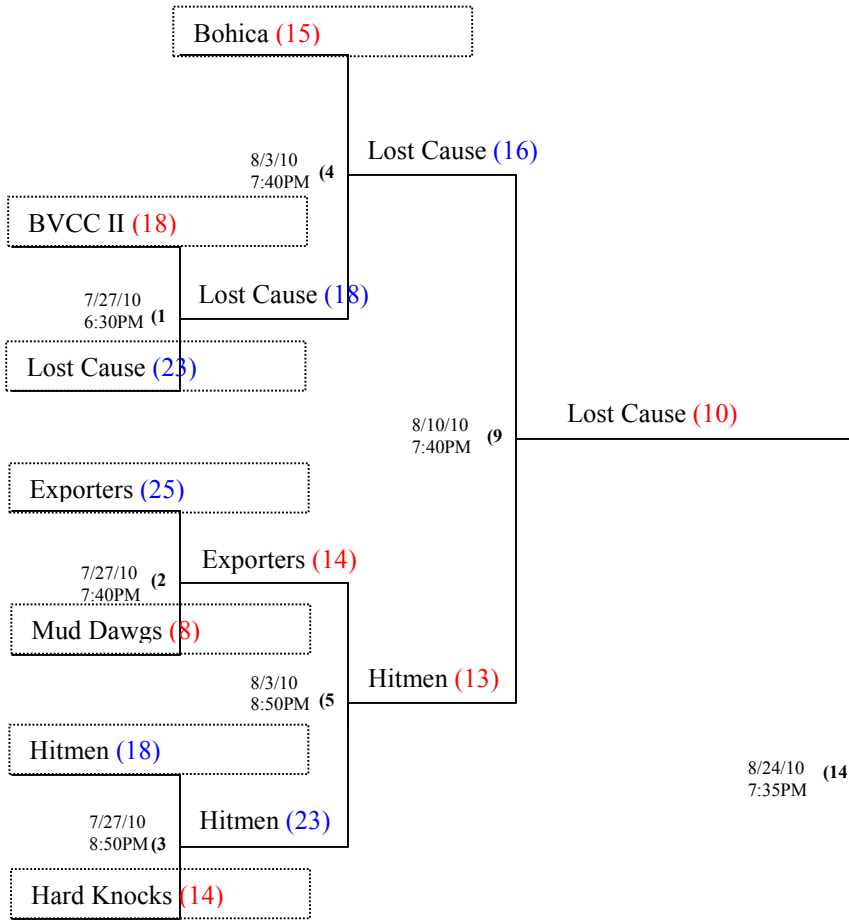 Bohica (15)
Lost Cause (16)
8/3/10
7:40PM (4
BVCC II (18)
Lost Cause (18)
7/27/10
6:30PM (1
Lost Cause (23)
Lost Cause (10)
8/10/10
7:40PM (9
Exporters (25)
Exporters (14)
7/27/10
7:40PM (2
Mud Dawgs (8)
Hitmen (13)
8/3/10
8:50PM (5
Hitmen (18)
8/24/10
7:35PM (14
Hitmen (23)
7/27/10
8:50PM (3
Hard Knocks (14)